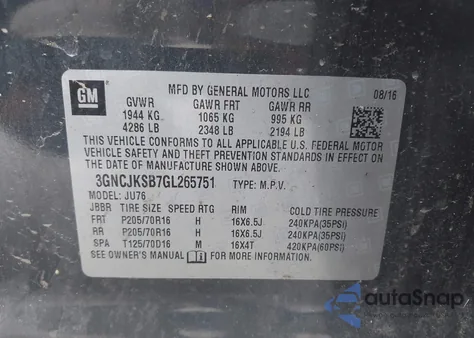 GM
MFD BY GENERAL MOTORS LLC 08/16
GVWR GAWR FRT GAWR RR
1944 KG 1065 KG 995 KG
4286 LB 2348 LB 2194 LB
THIS VEHICLE CONFORMS TO ALL APPLICABLE U.S. FEDERAL MOTOR
VEHICLE SAFETY, BUMPER, AND THEFT PREVENTION STANDARDS IN
EFFECT ON THE DATE OF MANUFACTURE SHOWN ABOVE.
3GNCJKSB7GL265751 TYPE: M.P.V.
MODEL: JU76
JBBR TIRE SIZE SPEED RTG RIM COLD TIRE PRESSURE
FRT P205/70R16 H 16X6.5J 240KPA(35PSI)
RR P205/70R16 H 16X6.5J 240KPA(35PSI)
SPA T125/70D16 M 16X4T 420KPA(60PSI)
SEE OWNER'S MANUAL FOR MORE INFORMATION.
autoSnap